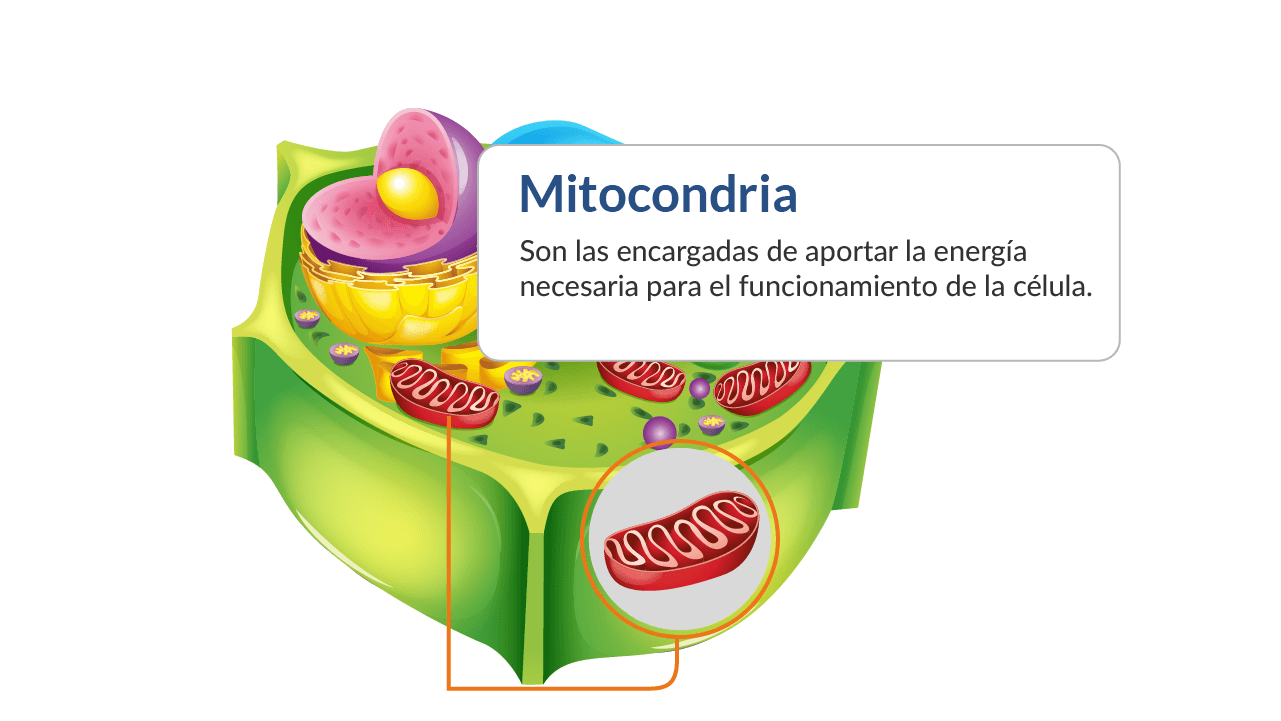 Mitocondria
Son las encargadas de aportar la energía
necesaria para el funcionamiento de la célula.